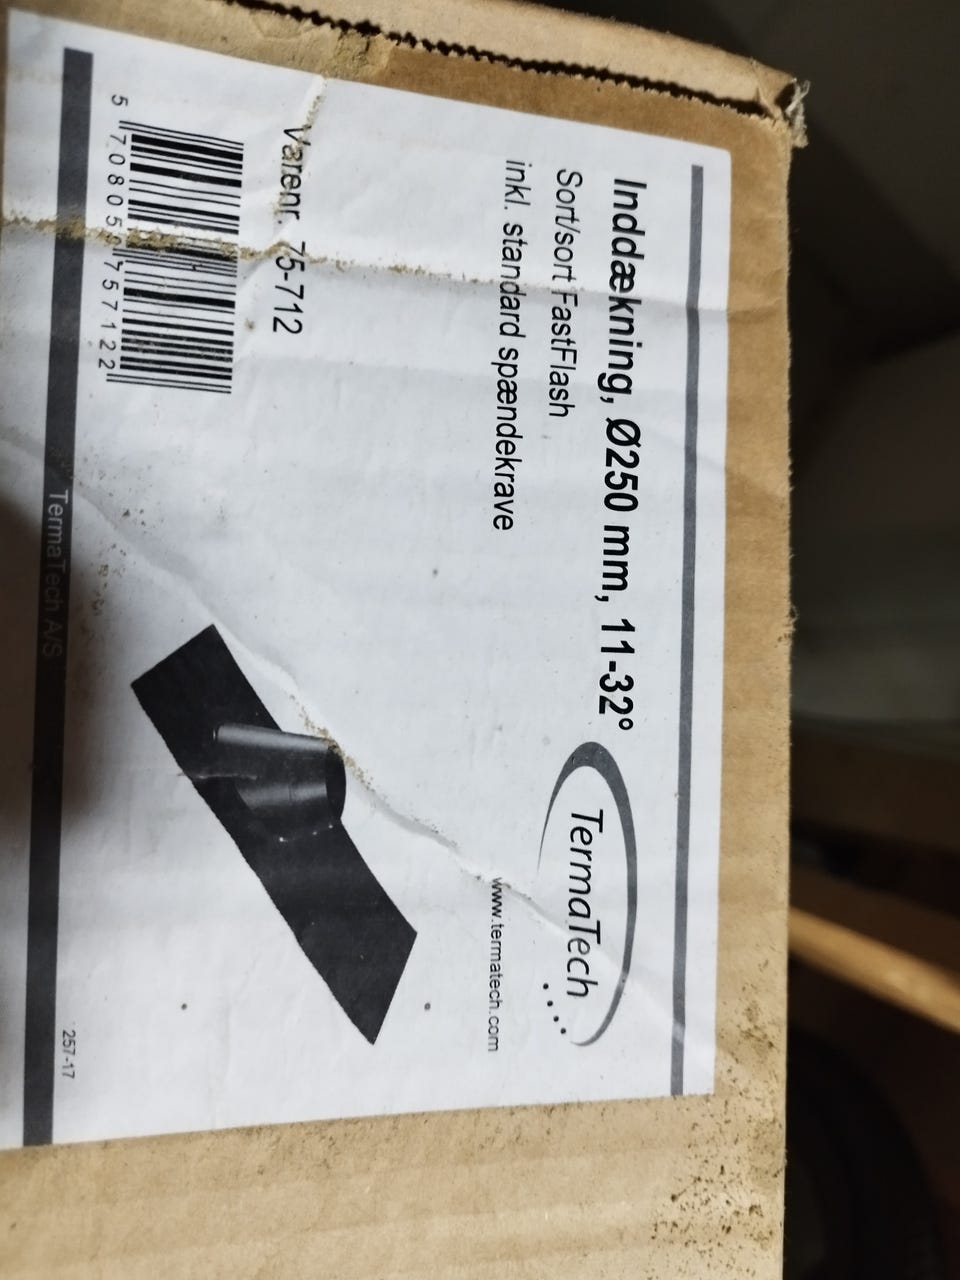 Inddækning, Ø250 mm, 11-32°
Sort/sort FastFlash
inkl. standard spændekrave
TermaTech
www.termatech.com
Varenr. 75-712
5 708059 757122
TermaTech A/S
257-17